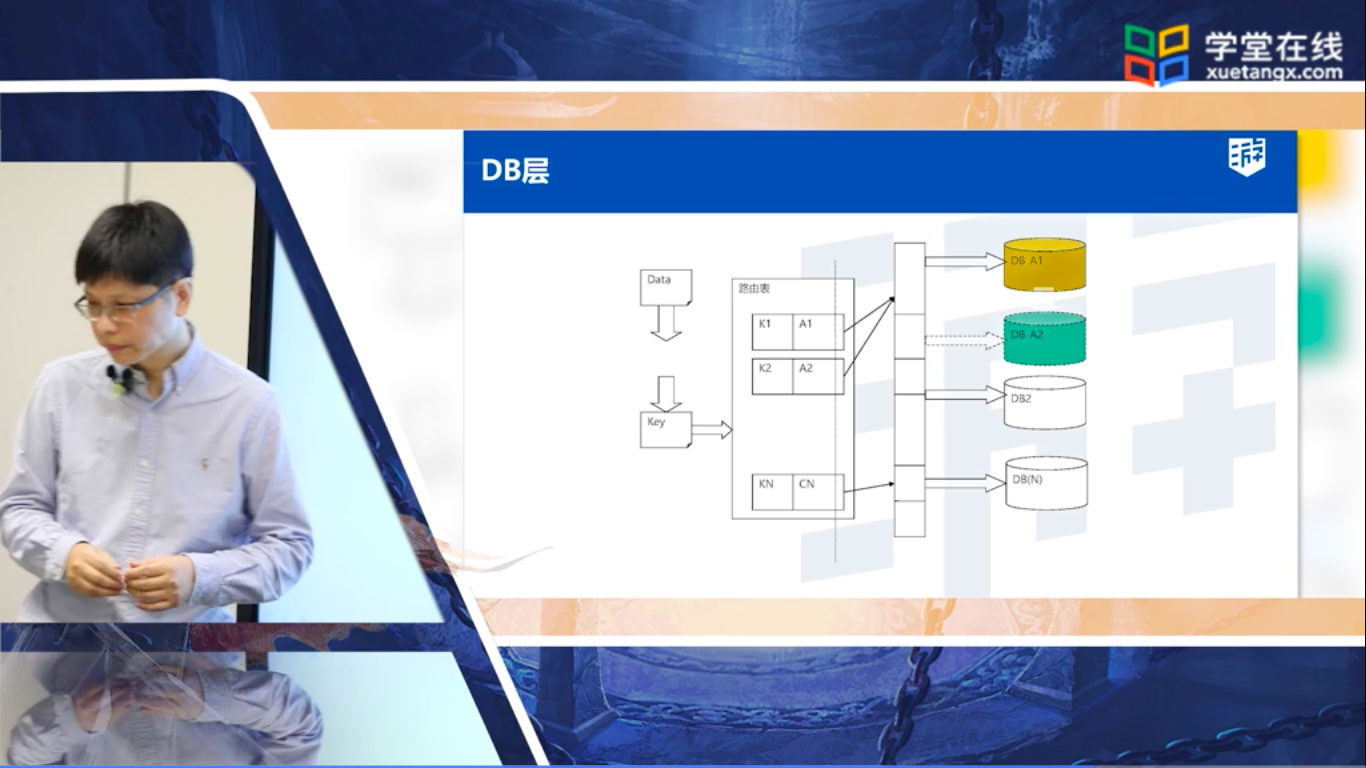 学堂在线
xuetangx.com
DB层
Data
Key
路由表
K1 A1
K2 A2
KN CN
DB A1
DB A2
DB2
DB(N)